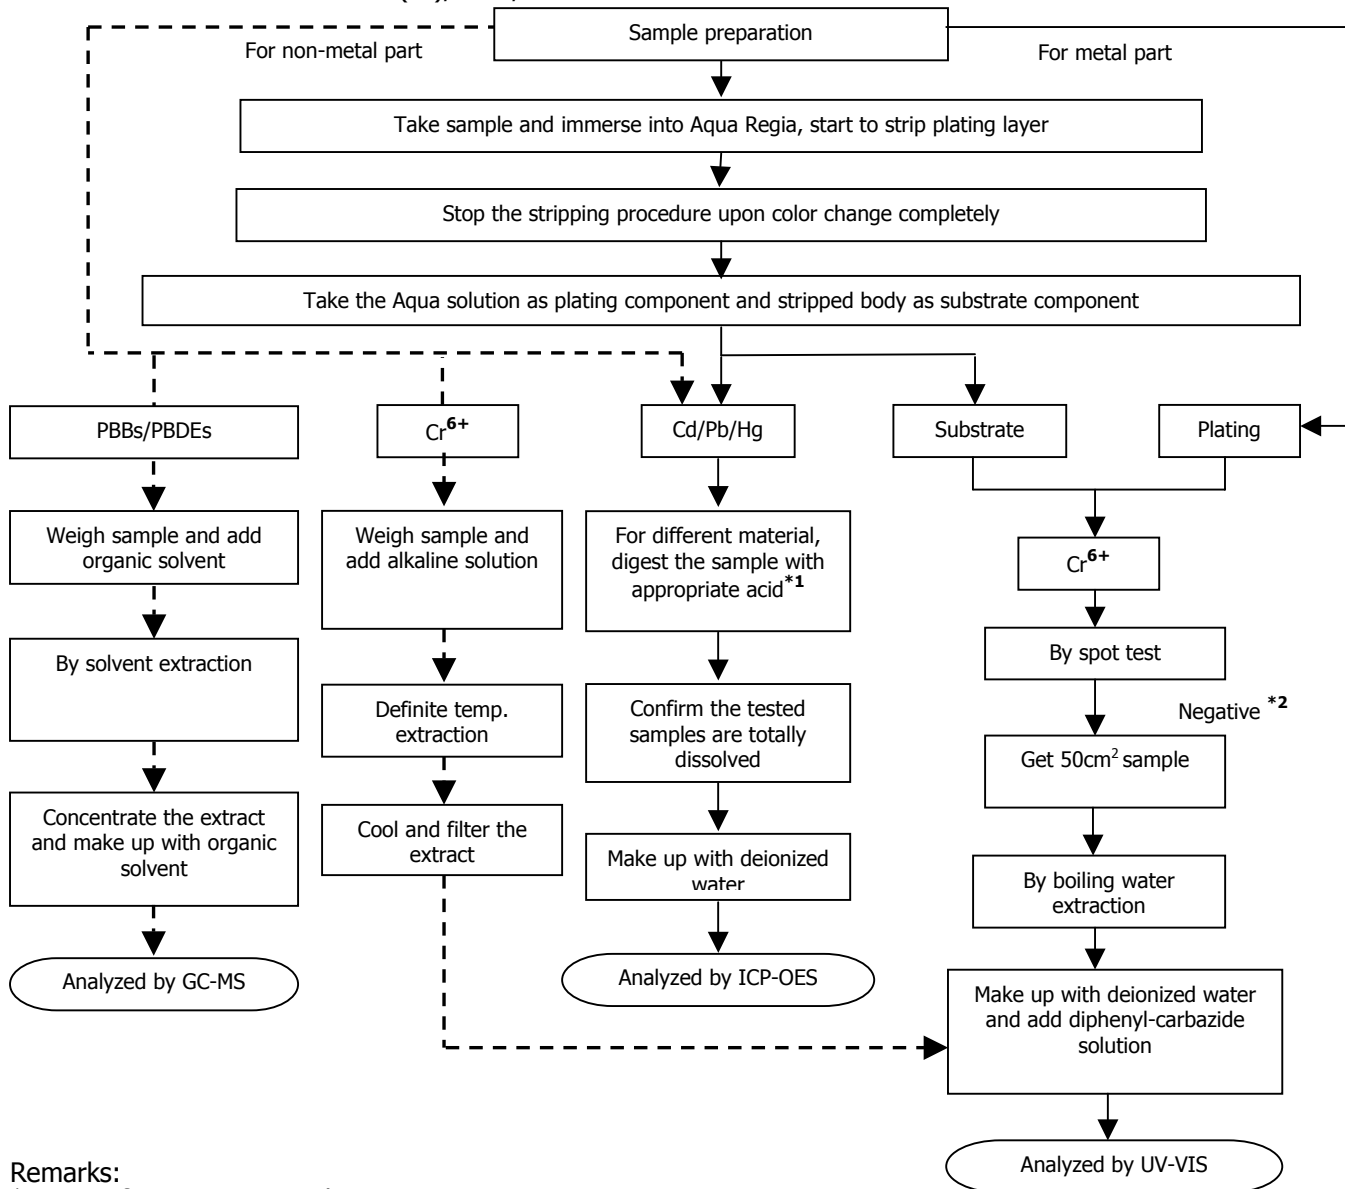 Sample preparation
For non-metal part
For metal part
Take sample and immerse into Aqua Regia, start to strip plating layer
Stop the stripping procedure upon color change completely
Take the Aqua solution as plating component and stripped body as substrate component
PBBs/PBDEs
Cr6+
Cd/Pb/Hg
Substrate
Plating
Weigh sample and add
organic solvent
Weigh sample and
add alkaline solution
For different material,
digest the sample with
appropriate acid*1
Cr6+
By solvent extraction
By spot test
Definite temp.
extraction
Confirm the tested
samples are totally
dissolved
Negative *2
Get 50cm2 sample
Concentrate the extract
and make up with organic
solvent
Cool and filter the
extract
Make up with deionized
water
By boiling water
extraction
Analyzed by GC-MS
Analyzed by ICP-OES
Make up with deionized water
and add diphenyl-carbazide
solution
Analyzed by UV-VIS
Remarks: